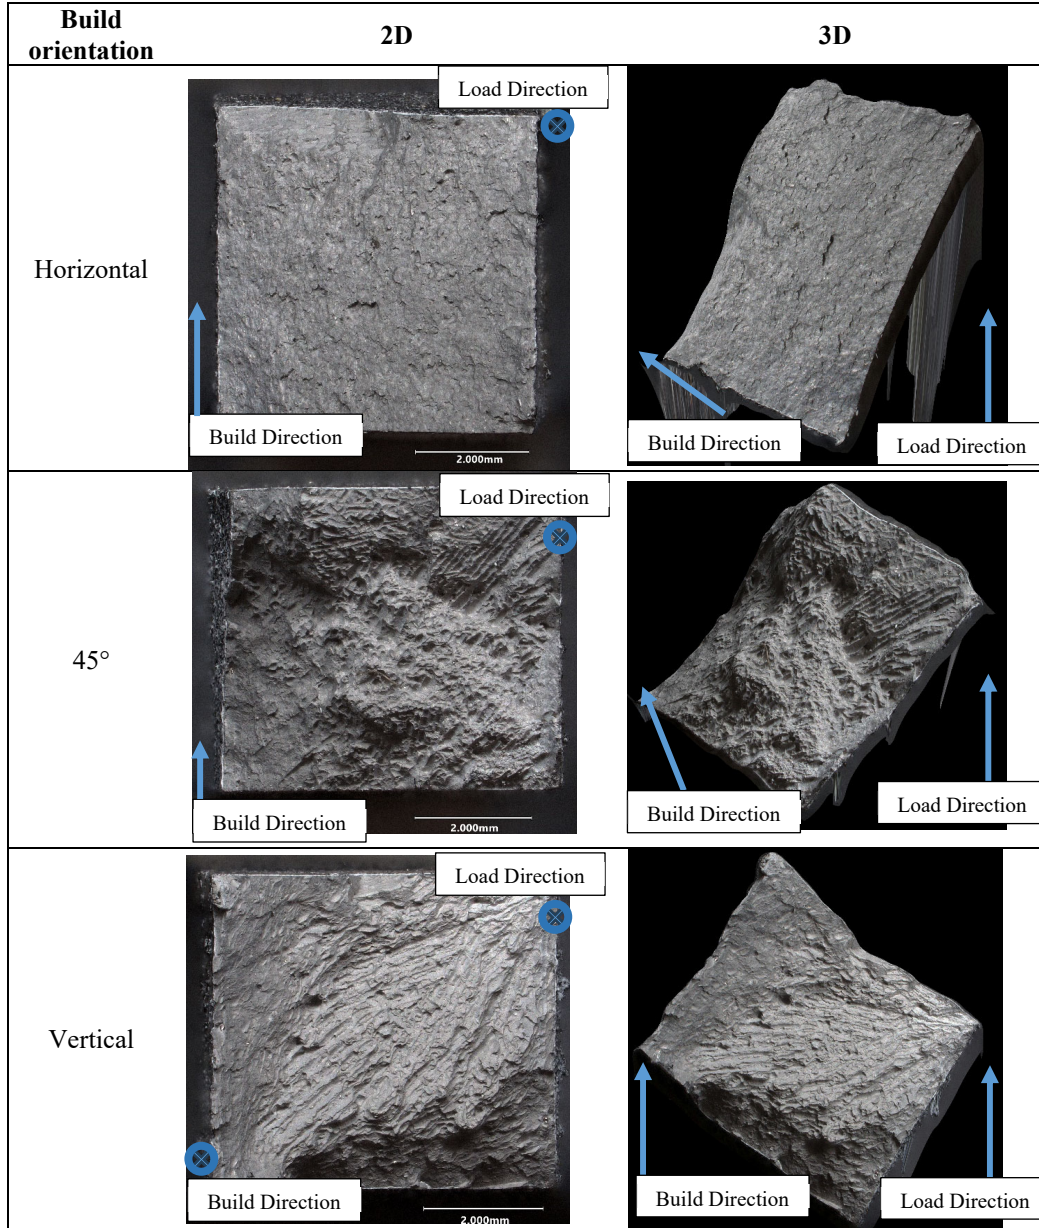 Build
orientation
2D
3D
Load Direction
Horizontal
Build Direction
2.000mm
Build Direction
Load Direction
Load Direction
45°
Build Direction
2.000mm
Build Direction
Load Direction
Load Direction
Vertical
Build Direction
2.000mm
Build Direction
Load Direction